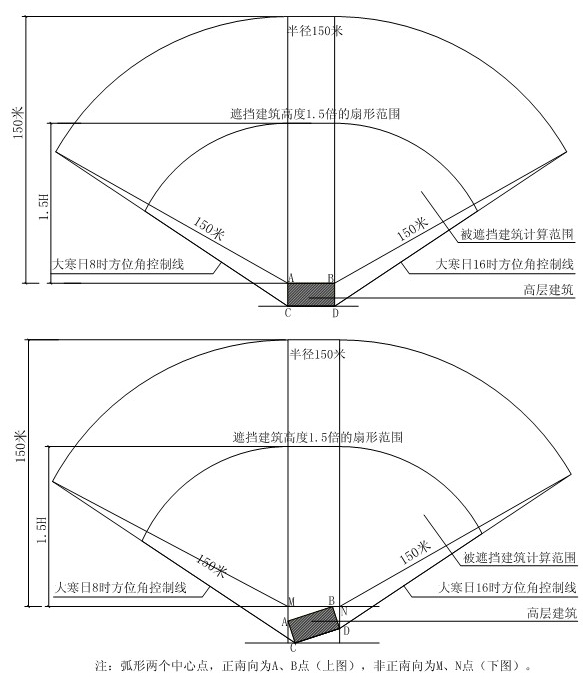 半径150米
150米
遮挡建筑高度1.5倍的扇形范围
1.5H
150米
150米
被遮挡建筑计算范围
大寒日8时方位角控制线
大寒日16时方位角控制线
A
B
高层建筑
C
D
半径150米
150米
遮挡建筑高度1.5倍的扇形范围
1.5H
150米
150米
被遮挡建筑计算范围
大寒日8时方位角控制线
大寒日16时方位角控制线
M
B
N
高层建筑
A
D
C
注：弧形两个中心点，正南向为A、B点（上图），非正南向为M、N点（下图）。